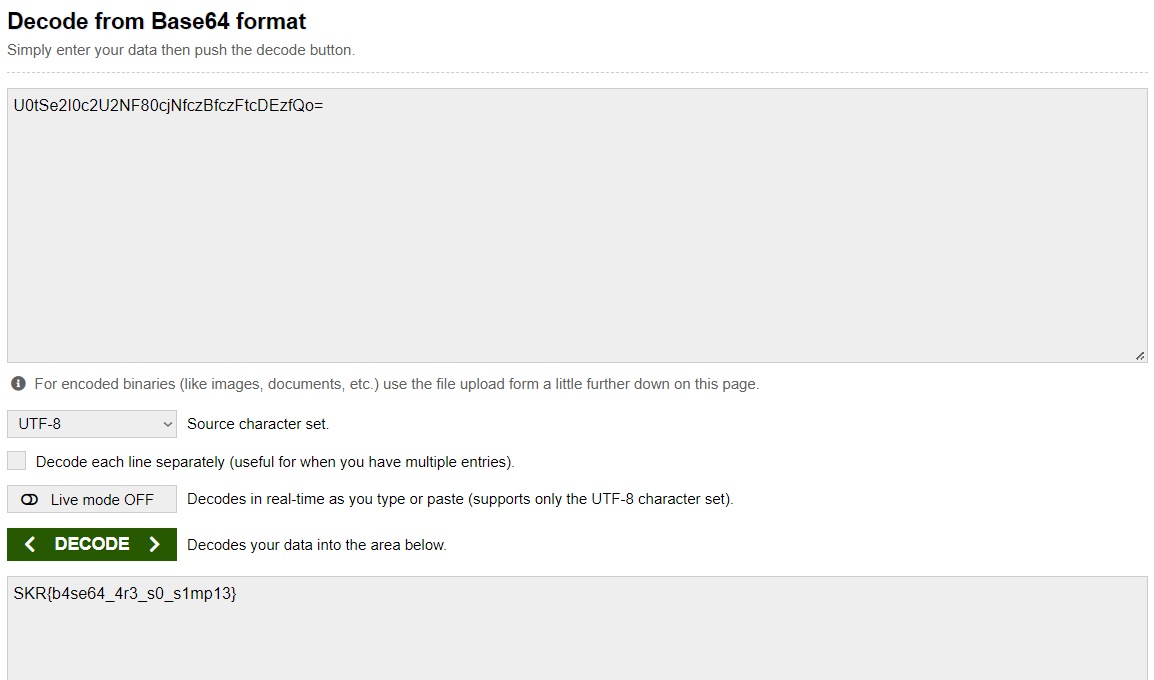 Decode from Base64 format
Simply enter your data then push the decode button.
U0tSe2I0c2U2NF80cjNfczBfczFtcDEzfQo=
For encoded binaries (like images, documents, etc.) use the file upload form a little further down on this page.
UTF-8 Source character set.
Decode each line separately (useful for when you have multiple entries).
Live mode OFF Decodes in real-time as you type or paste (supports only the UTF-8 character set).
DECODE Decodes your data into the area below.
SKR{b4se64_4r3_s0_s1mp13}